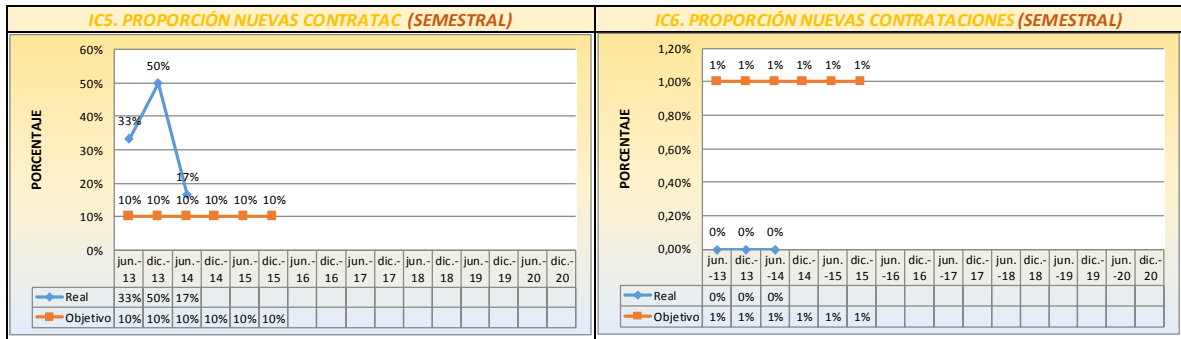 IC5. PROPORCIÓN NUEVAS CONTRATAC (SEMESTRAL)
60%
50%
40%
30%
20%
10%
0%
PORCENTAJE
33%
50%
17%
10% 10% 10% 10% 10% 10%
jun.-13 dic.-13 jun.-14 dic.-14 jun.-15 dic.-15 jun.-16 dic.-16 jun.-17 dic.-17 jun.-18 dic.-18 jun.-19 dic.-19 jun.-20 dic.-20
Real 33% 50% 17%
Objetivo 10% 10% 10% 10% 10% 10%
IC6. PROPORCIÓN NUEVAS CONTRATACIONES (SEMESTRAL)
1,20%
1,00%
0,80%
0,60%
0,40%
0,20%
0,00%
PORCENTAJE
1% 1% 1% 1% 1% 1%
0% 0% 0%
jun.-13 dic.-13 jun.-14 dic.-14 jun.-15 dic.-15 jun.-16 dic.-16 jun.-17 dic.-17 jun.-18 dic.-18 jun.-19 dic.-19 jun.-20 dic.-20
Real 0% 0% 0%
Objetivo 1% 1% 1% 1% 1% 1%